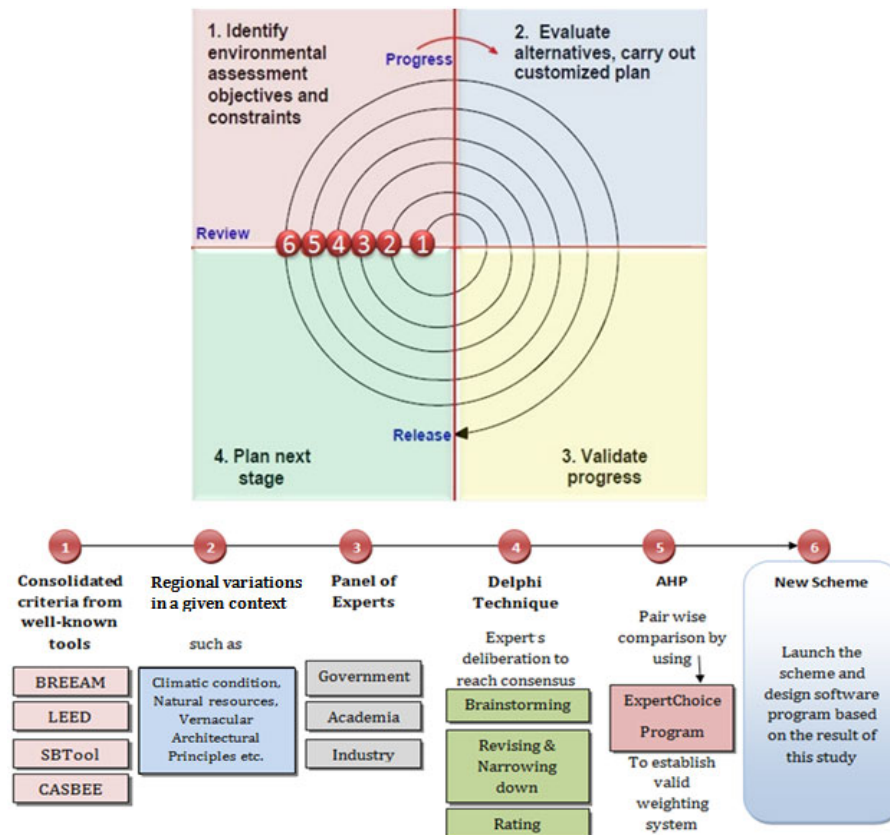 1. Identify
environmental
assessment
objectives and
constraints
Progress
2. Evaluate
alternatives, carry out
customized plan
Review
6 5 4 3 2 1
Release
4. Plan next
stage
3. Validate
progress
1 2 3 4 5 6
Consolidated
criteria from
well-known
tools
BREEAM
LEED
SBTool
CASBEE
Regional variations
in a given context
such as
Climatic condition,
Natural resources,
Vernacular
Architectural
Principles etc.
Panel of
Experts
Government
Academia
Industry
Delphi
Technique
Expert s
deliberation to
reach consensus
Brainstorming
Revising &
Narrowing
down
Rating
AHP
Pair wise
comparison by
using
ExpertChoice
Program
To establish
valid
weighting
system
New Scheme
Launch the
scheme and
design software
program based
on the result of
this study